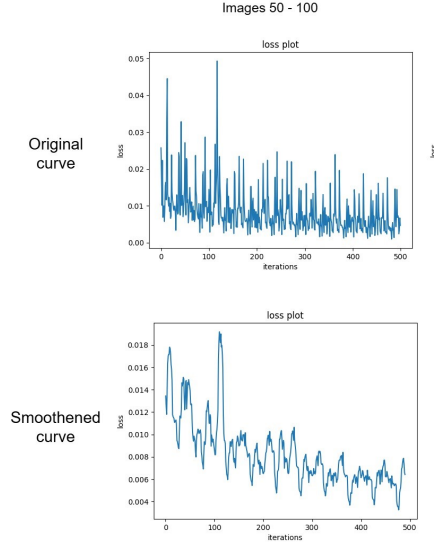 Images 50 - 100
loss plot
0.05
0.04
0.03
0.02
0.01
0.00
loss
0 100 200 300 400 500
iterations
Original
curve
loss plot
0.018
0.016
0.014
0.012
0.010
0.008
0.006
0.004
loss
0 100 200 300 400 500
iterations
Smoothened
curve